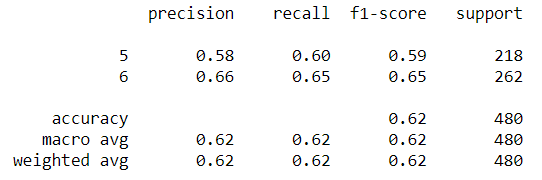 precision recall f1-score support
5 0.58 0.60 0.59 218
6 0.66 0.65 0.65 262
accuracy 0.62 480
macro avg 0.62 0.62 0.62 480
weighted avg 0.62 0.62 0.62 480